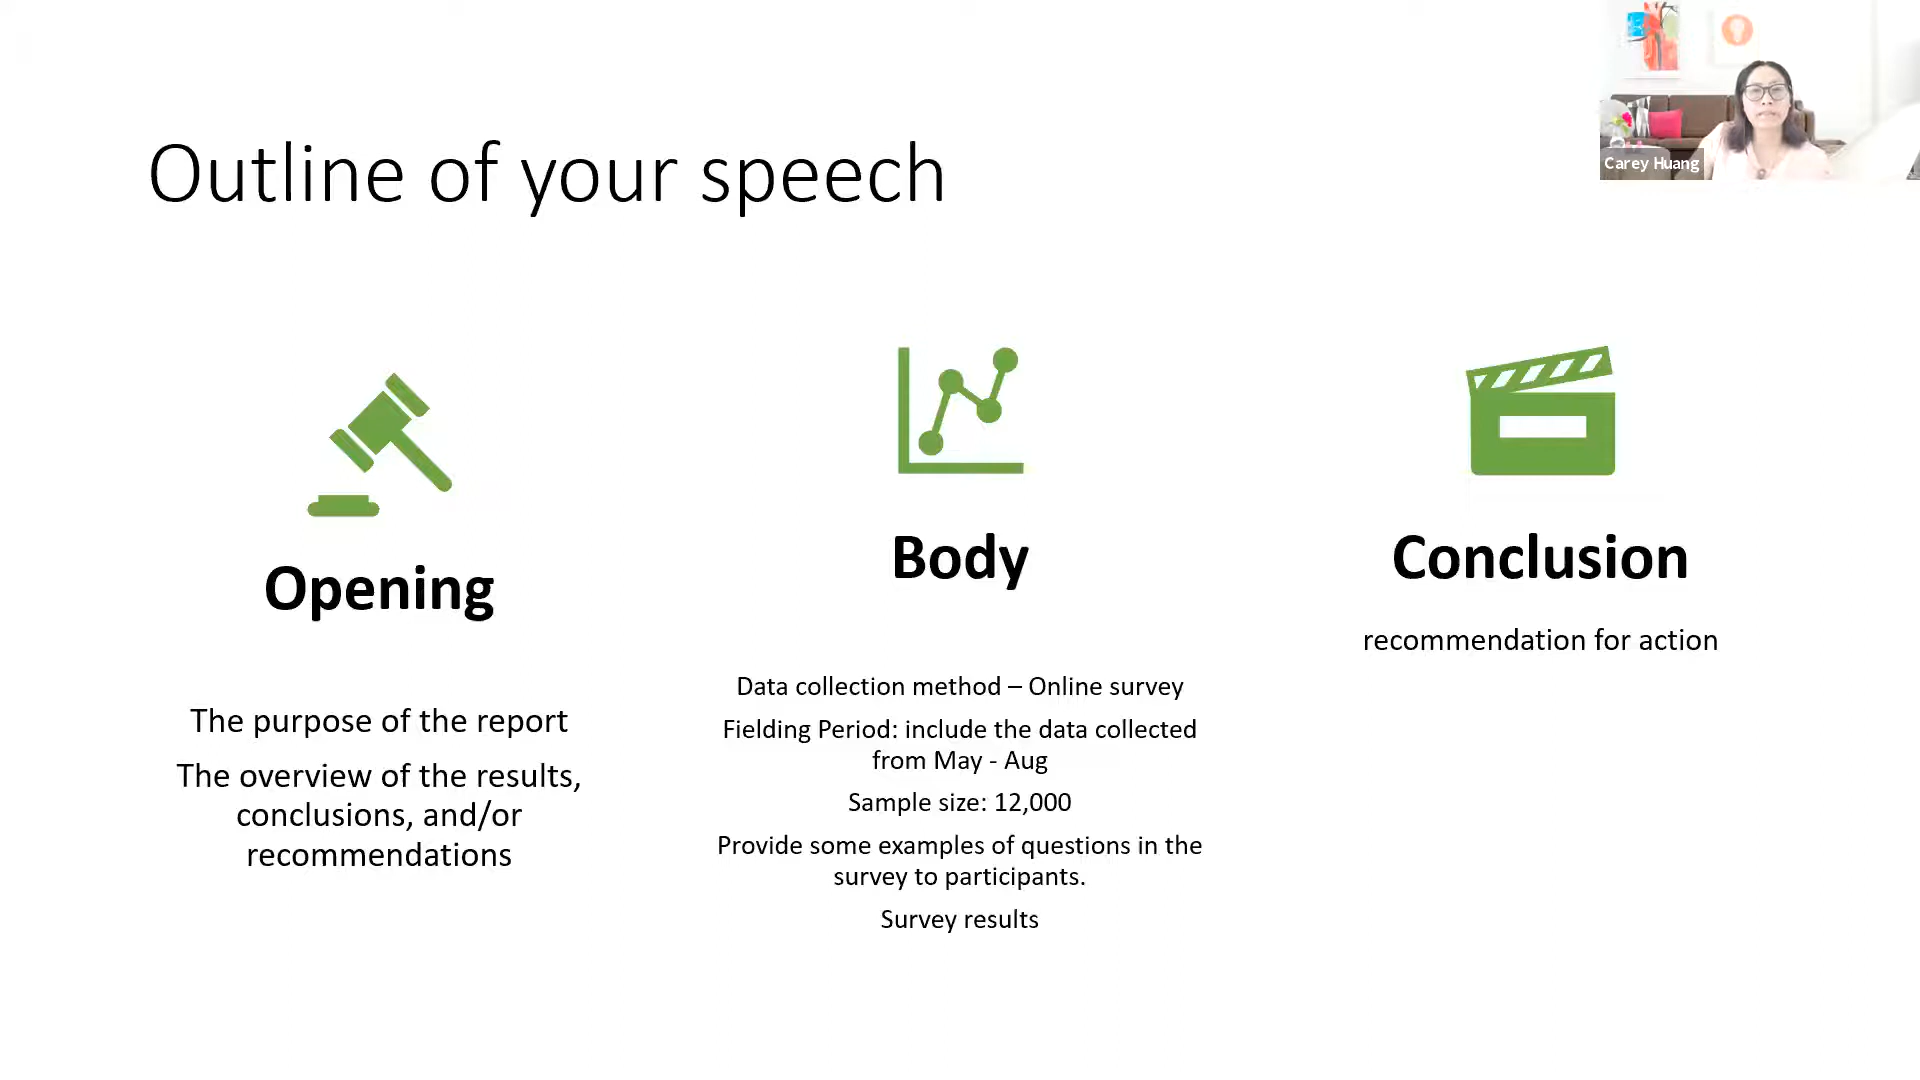 Outline of your speech
Carey Huang
Opening
The purpose of the report
The overview of the results,
conclusions, and/or
recommendations
Body
Data collection method – Online survey
Fielding Period: include the data collected
from May - Aug
Sample size: 12,000
Provide some examples of questions in the
survey to participants.
Survey results
Conclusion
recommendation for action